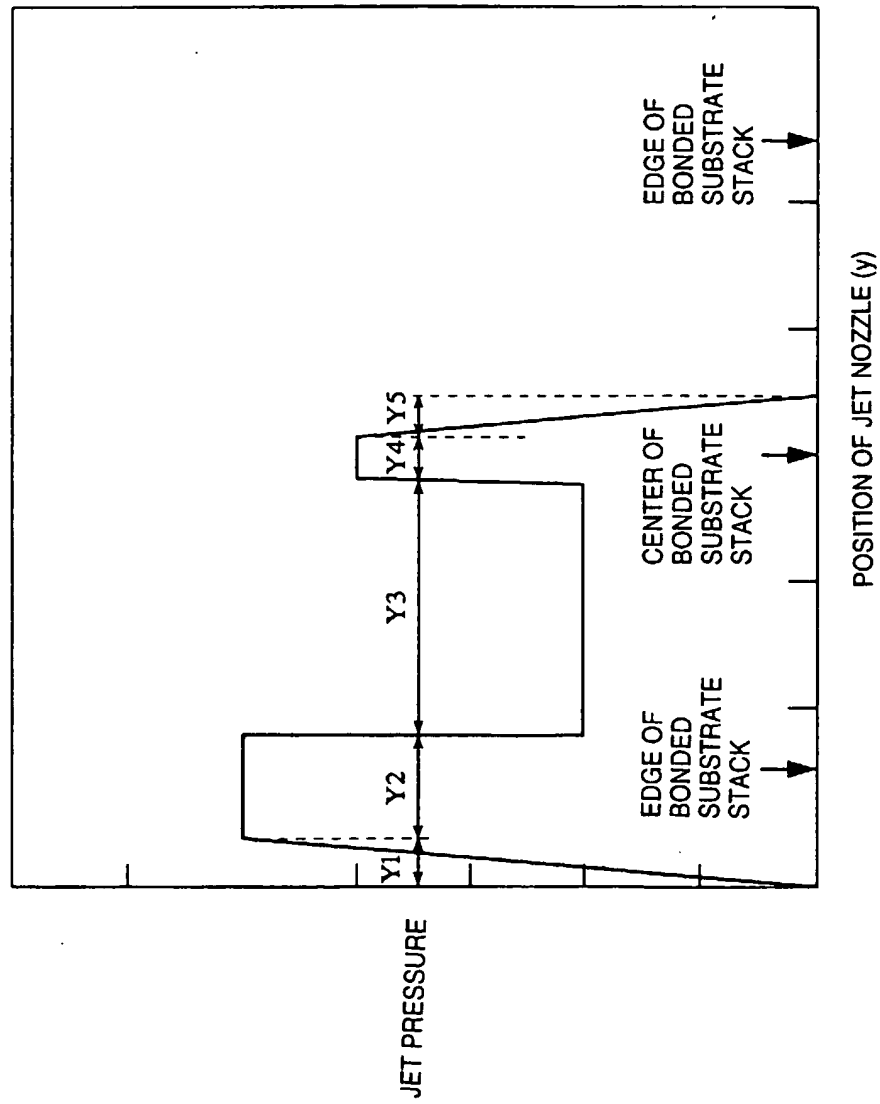 JET PRESSURE
Y1
Y2
Y3
Y4
Y5
EDGE OF
BONDED
SUBSTRATE
STACK
CENTER OF
BONDED
SUBSTRATE
STACK
EDGE OF
BONDED
SUBSTRATE
STACK
POSITION OF JET NOZZLE (y)